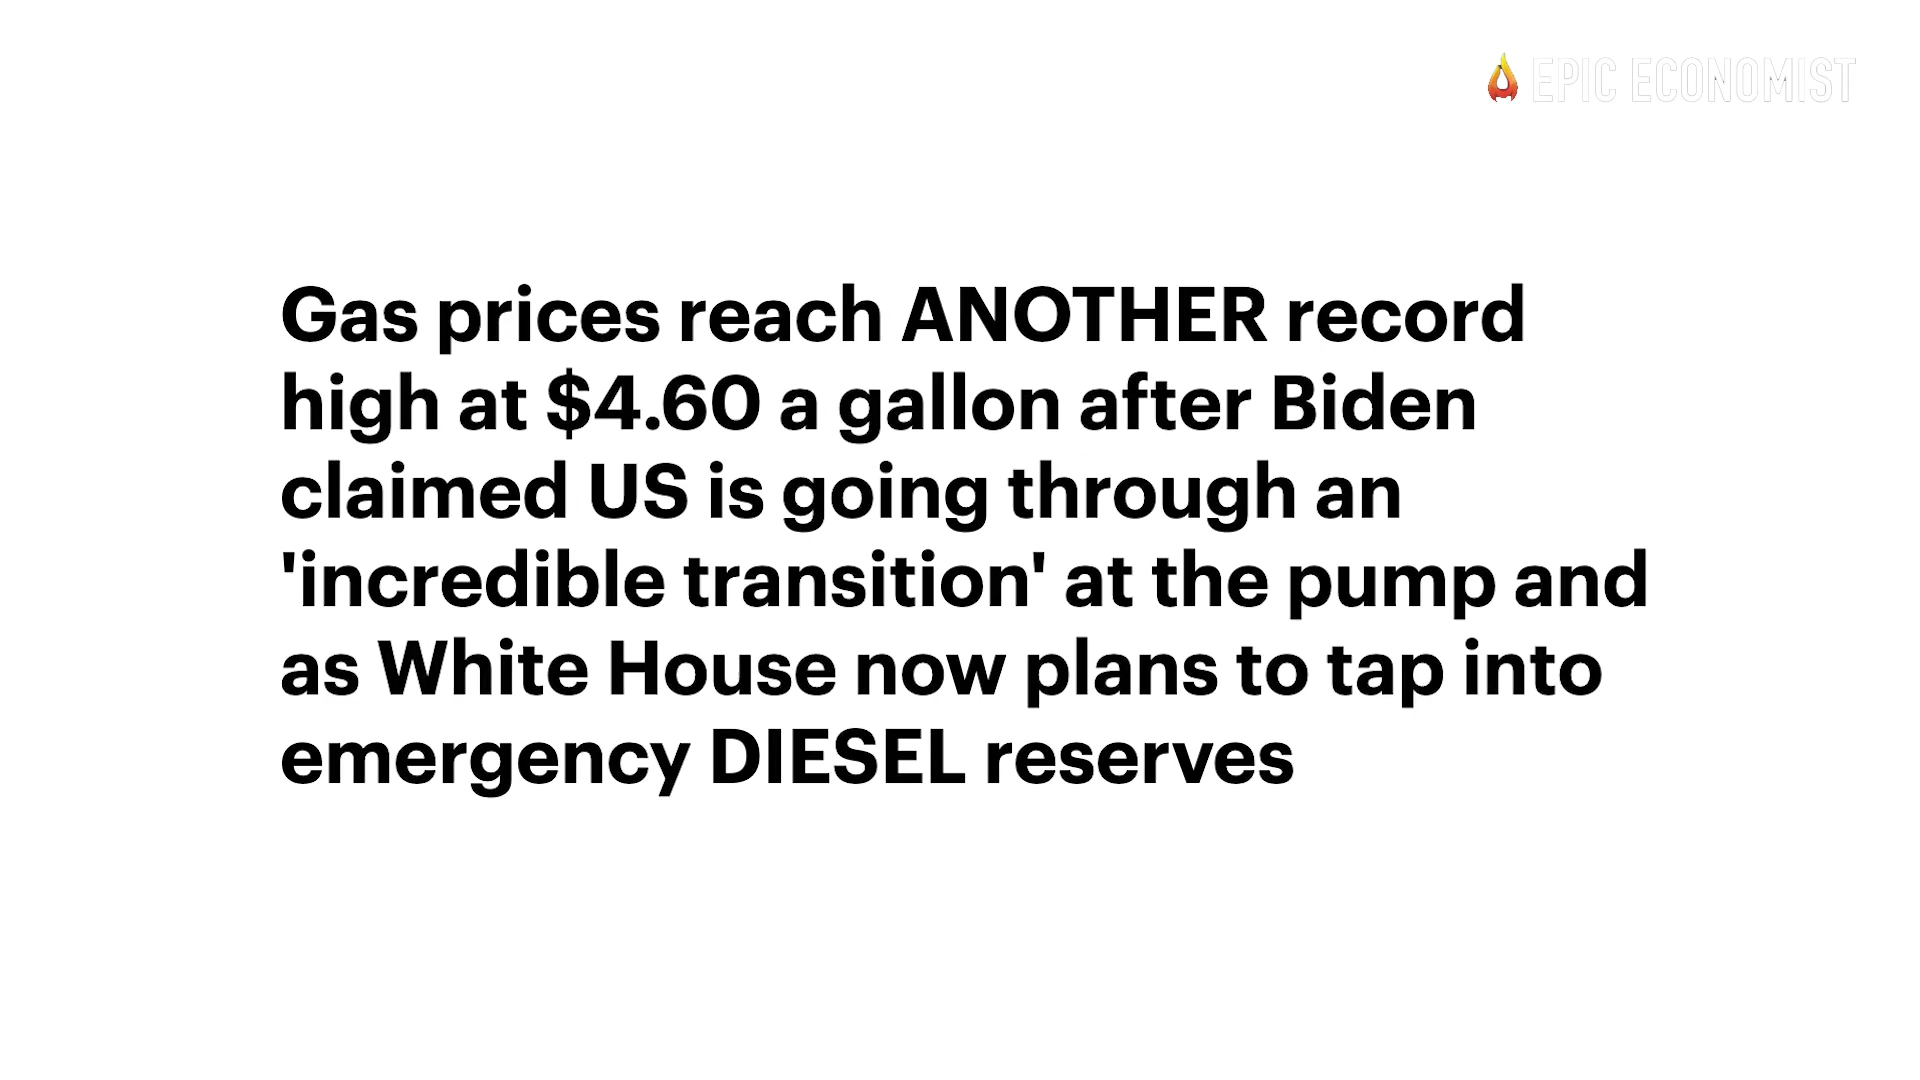 EPIC ECONOMIST
Gas prices reach ANOTHER record
high at $4.60 a gallon after Biden
claimed US is going through an
'incredible transition' at the pump and
as White House now plans to tap into
emergency DIESEL reserves